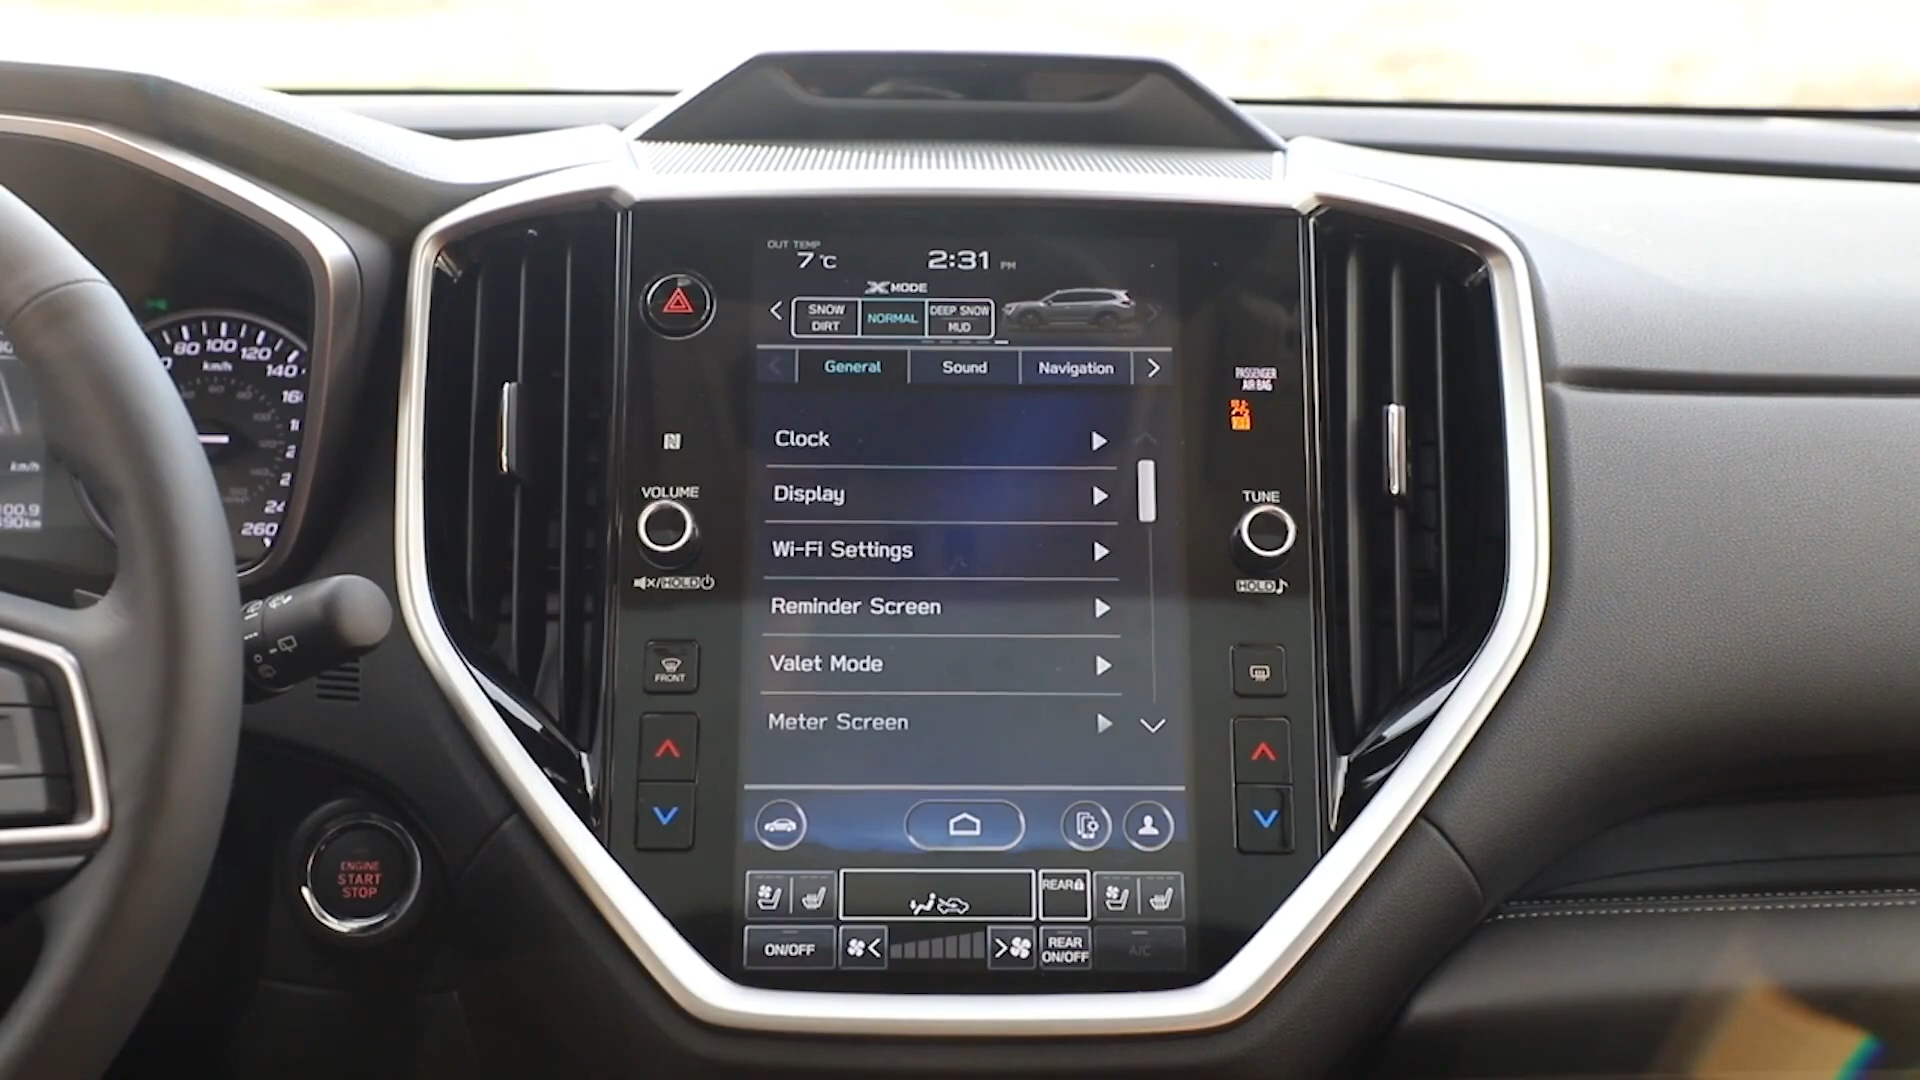 OUT TEMP
7 °C
2:31 PM
X MODE
SNOW
DIRT
NORMAL
DEEP SNOW
MUD
General
Sound
Navigation
Clock
Display
Wi-Fi Settings
Reminder Screen
Valet Mode
Meter Screen
PASSENGER
AIR BAG
VOLUME
HOLD
TUNE
HOLD
FRONT
80
100
120
140
km/h
260
km/h
ENGINE
START
STOP
REAR
ON/OFF
REAR
ON/OFF
A/C